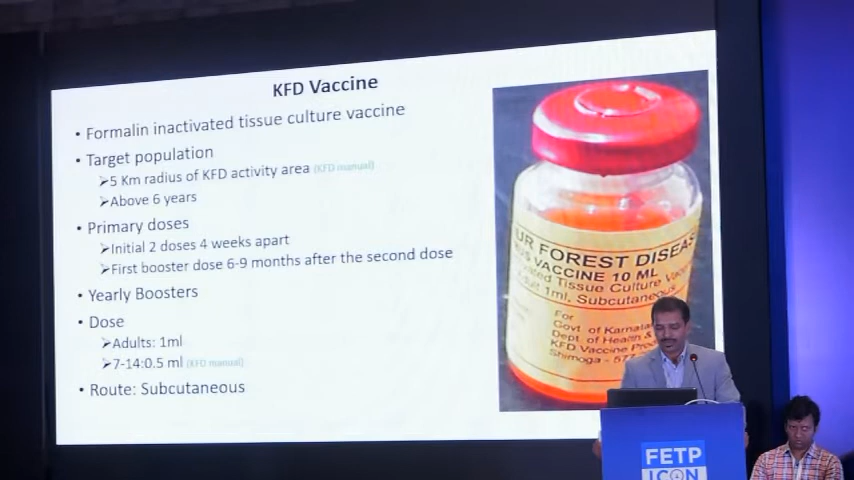 KFD Vaccine
• Formalin inactivated tissue culture vaccine
• Target population
➢5 Km radius of KFD activity area (KFD manual)
➢Above 6 years
• Primary doses
➢Initial 2 doses 4 weeks apart
➢First booster dose 6-9 months after the second dose
• Yearly Boosters
• Dose
➢Adults: 1ml
➢7-14:0.5 ml (KFD manual)
• Route: Subcutaneous
UR FOREST DISEAS
VACCINE 10 ML
Tissue Culture
1ml, Subcutaneous
For
Govt of Karnata
Dept of Health &
KFD Vaccine Pro
Shimoga - 577
FETP
ICON